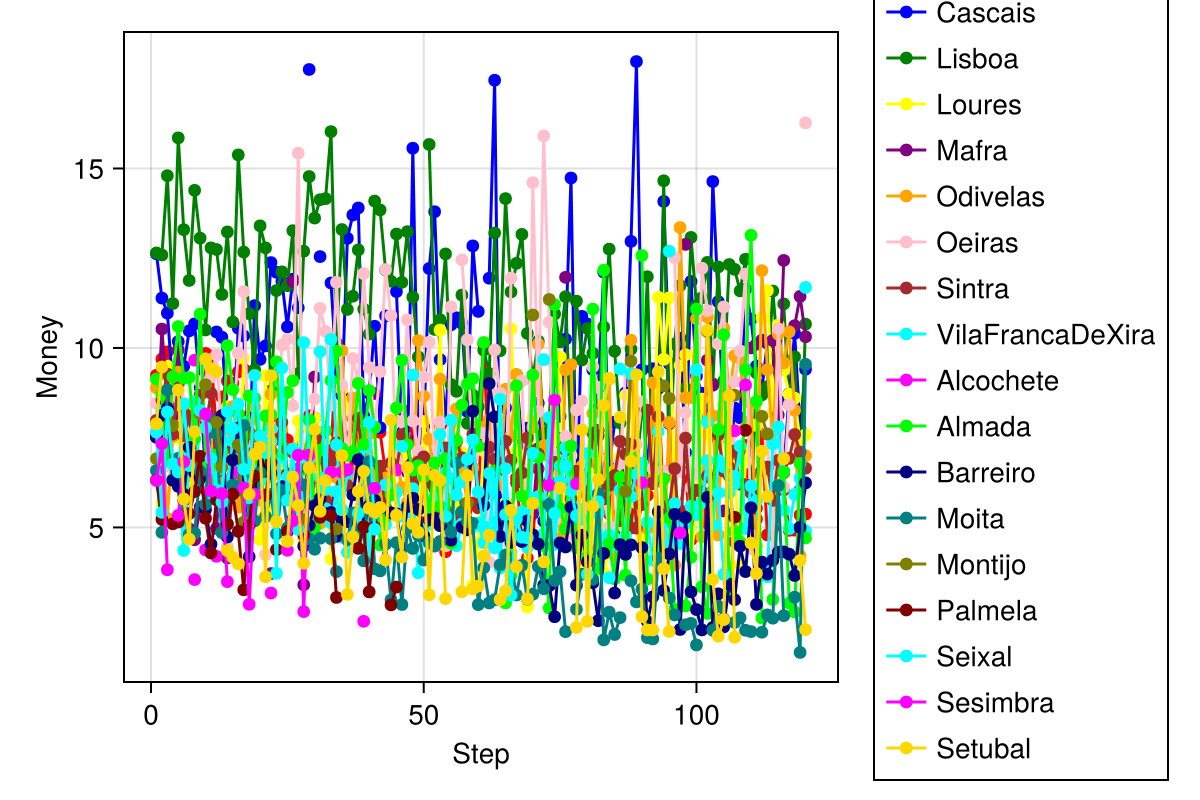 Money
15
10
5
0
50
100
Step
Cascais
Lisboa
Loures
Mafra
Odivelas
Oeiras
Sintra
VilaFrancaDeXira
Alcochete
Almada
Barreiro
Moita
Montijo
Palmela
Seixal
Sesimbra
Setubal